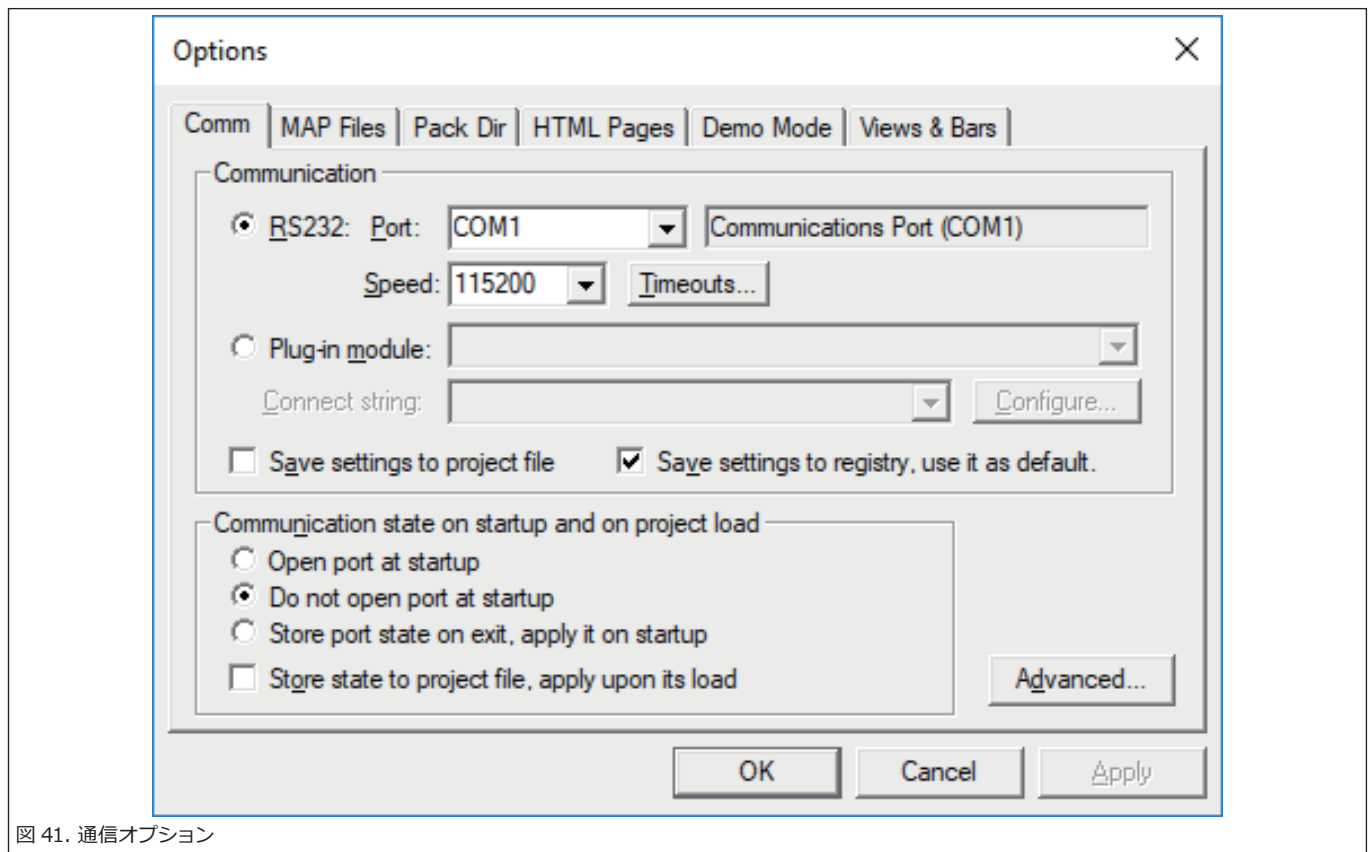 Options
Comm MAP Files Pack Dir HTML Pages Demo Mode Views & Bars
Communication
RS232: Port: COM1 Communications Port (COM1)
Speed: 115200 Timeouts...
Plug-in module:
Connect string: Configure...
Save settings to project file Save settings to registry, use it as default.
Communication state on startup and on project load
Open port at startup
Do not open port at startup
Store port state on exit, apply it on startup
Store state to project file, apply upon its load Advanced...
OK Cancel Apply
図 41. 通信オプション